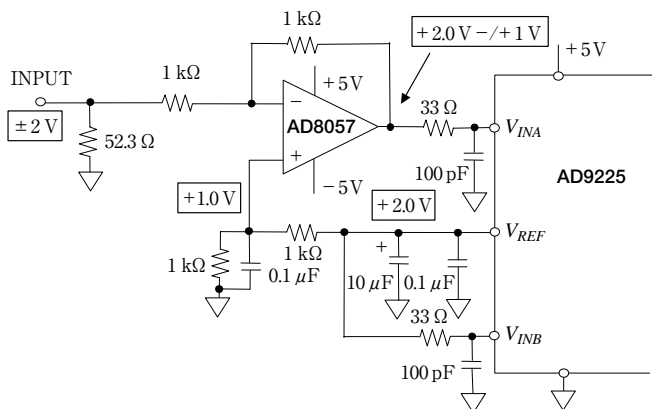 1 kΩ
+2.0 V −/+ 1 V
+5V
INPUT
1 kΩ
+5V
−
AD8057
33 Ω
V_INA
±2 V
52.3 Ω
+
100 pF
AD9225
+1.0 V
−5V
+2.0 V
V_REF
1 kΩ
1 kΩ
0.1 μF
+
10 μF
0.1 μF
33 Ω
V_INB
100 pF